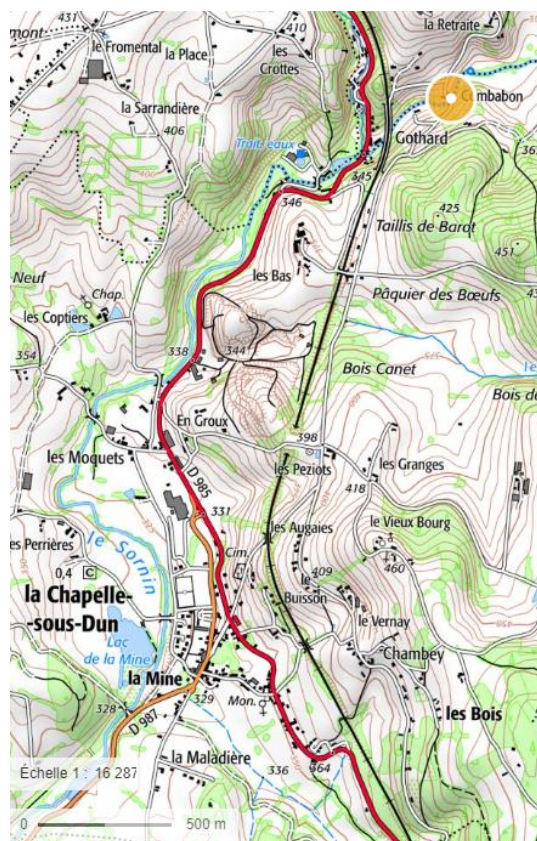 431
410
la Retraite
mont
le Fromental
la Place
les
Crottes
la Sarrandière
406
Trait. eaux
Combabon
Gothard
345
346
425
Taillis de Barot
451
les Bas
Neuf
Chap.
les Coptiers
Pâquier des Bœufs
338
344
354
375
Bois Canet
400
Bois de
En Groux
398
les Moquets
les Peziots
les Granges
418
D 985
331
325
les Augaies
le Vieux Bourg
es Perrières
le Sornin
Cim.
460
0,4
C
409
le
Buisson
la Chapelle-
-sous-Dun
le Vernay
Lac
de la Mine
Chambey
la Mine
329
Mon.
les Bois
328
D 987
la Maladière
336
364
Échelle 1 : 16 287
0
500 m